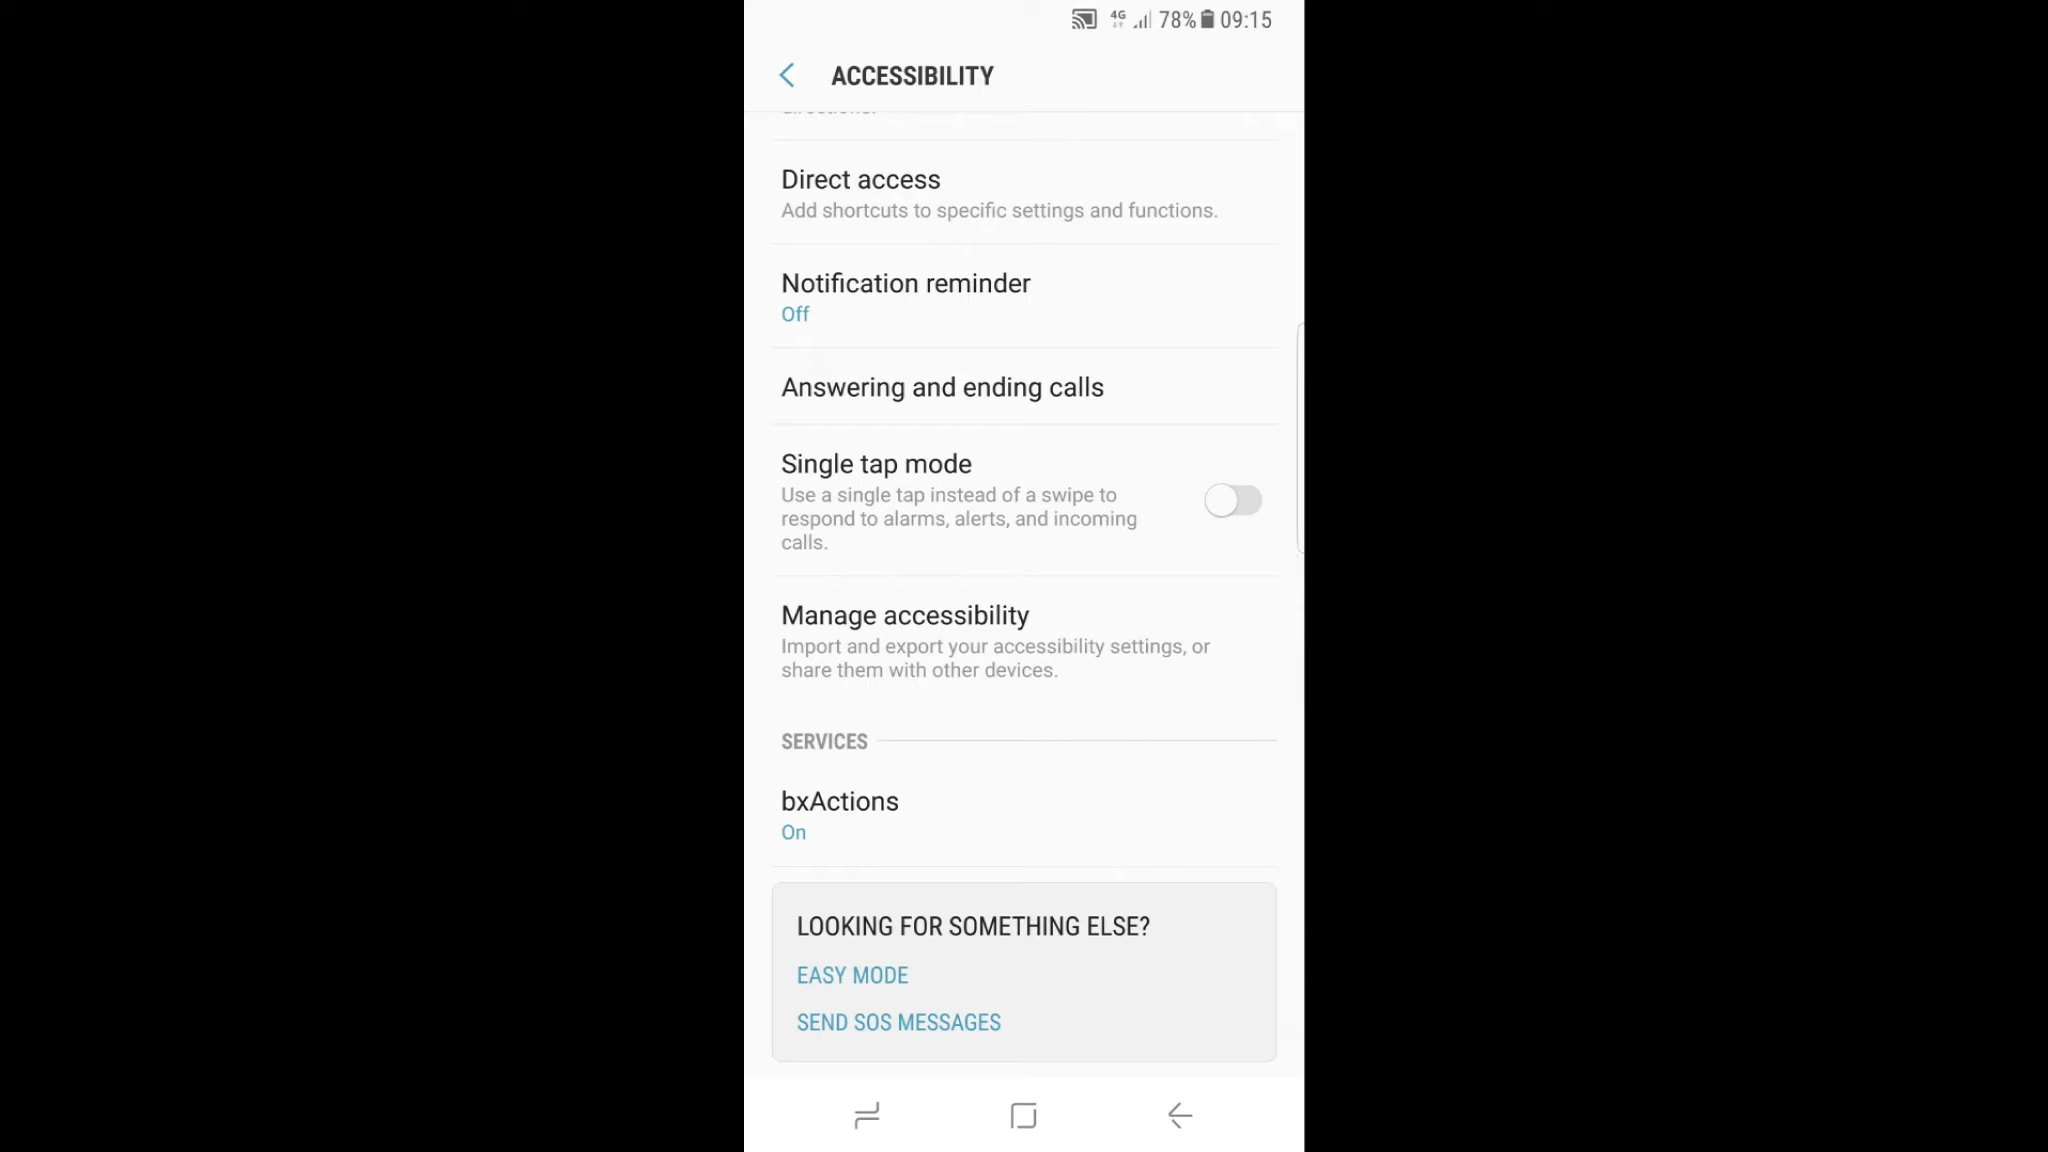 4G 78% 09:15
ACCESSIBILITY
Direct access
Add shortcuts to specific settings and functions.
Notification reminder
Off
Answering and ending calls
Single tap mode
Use a single tap instead of a swipe to
respond to alarms, alerts, and incoming
calls.
Manage accessibility
Import and export your accessibility settings, or
share them with other devices.
SERVICES
bxActions
On
LOOKING FOR SOMETHING ELSE?
EASY MODE
SEND SOS MESSAGES